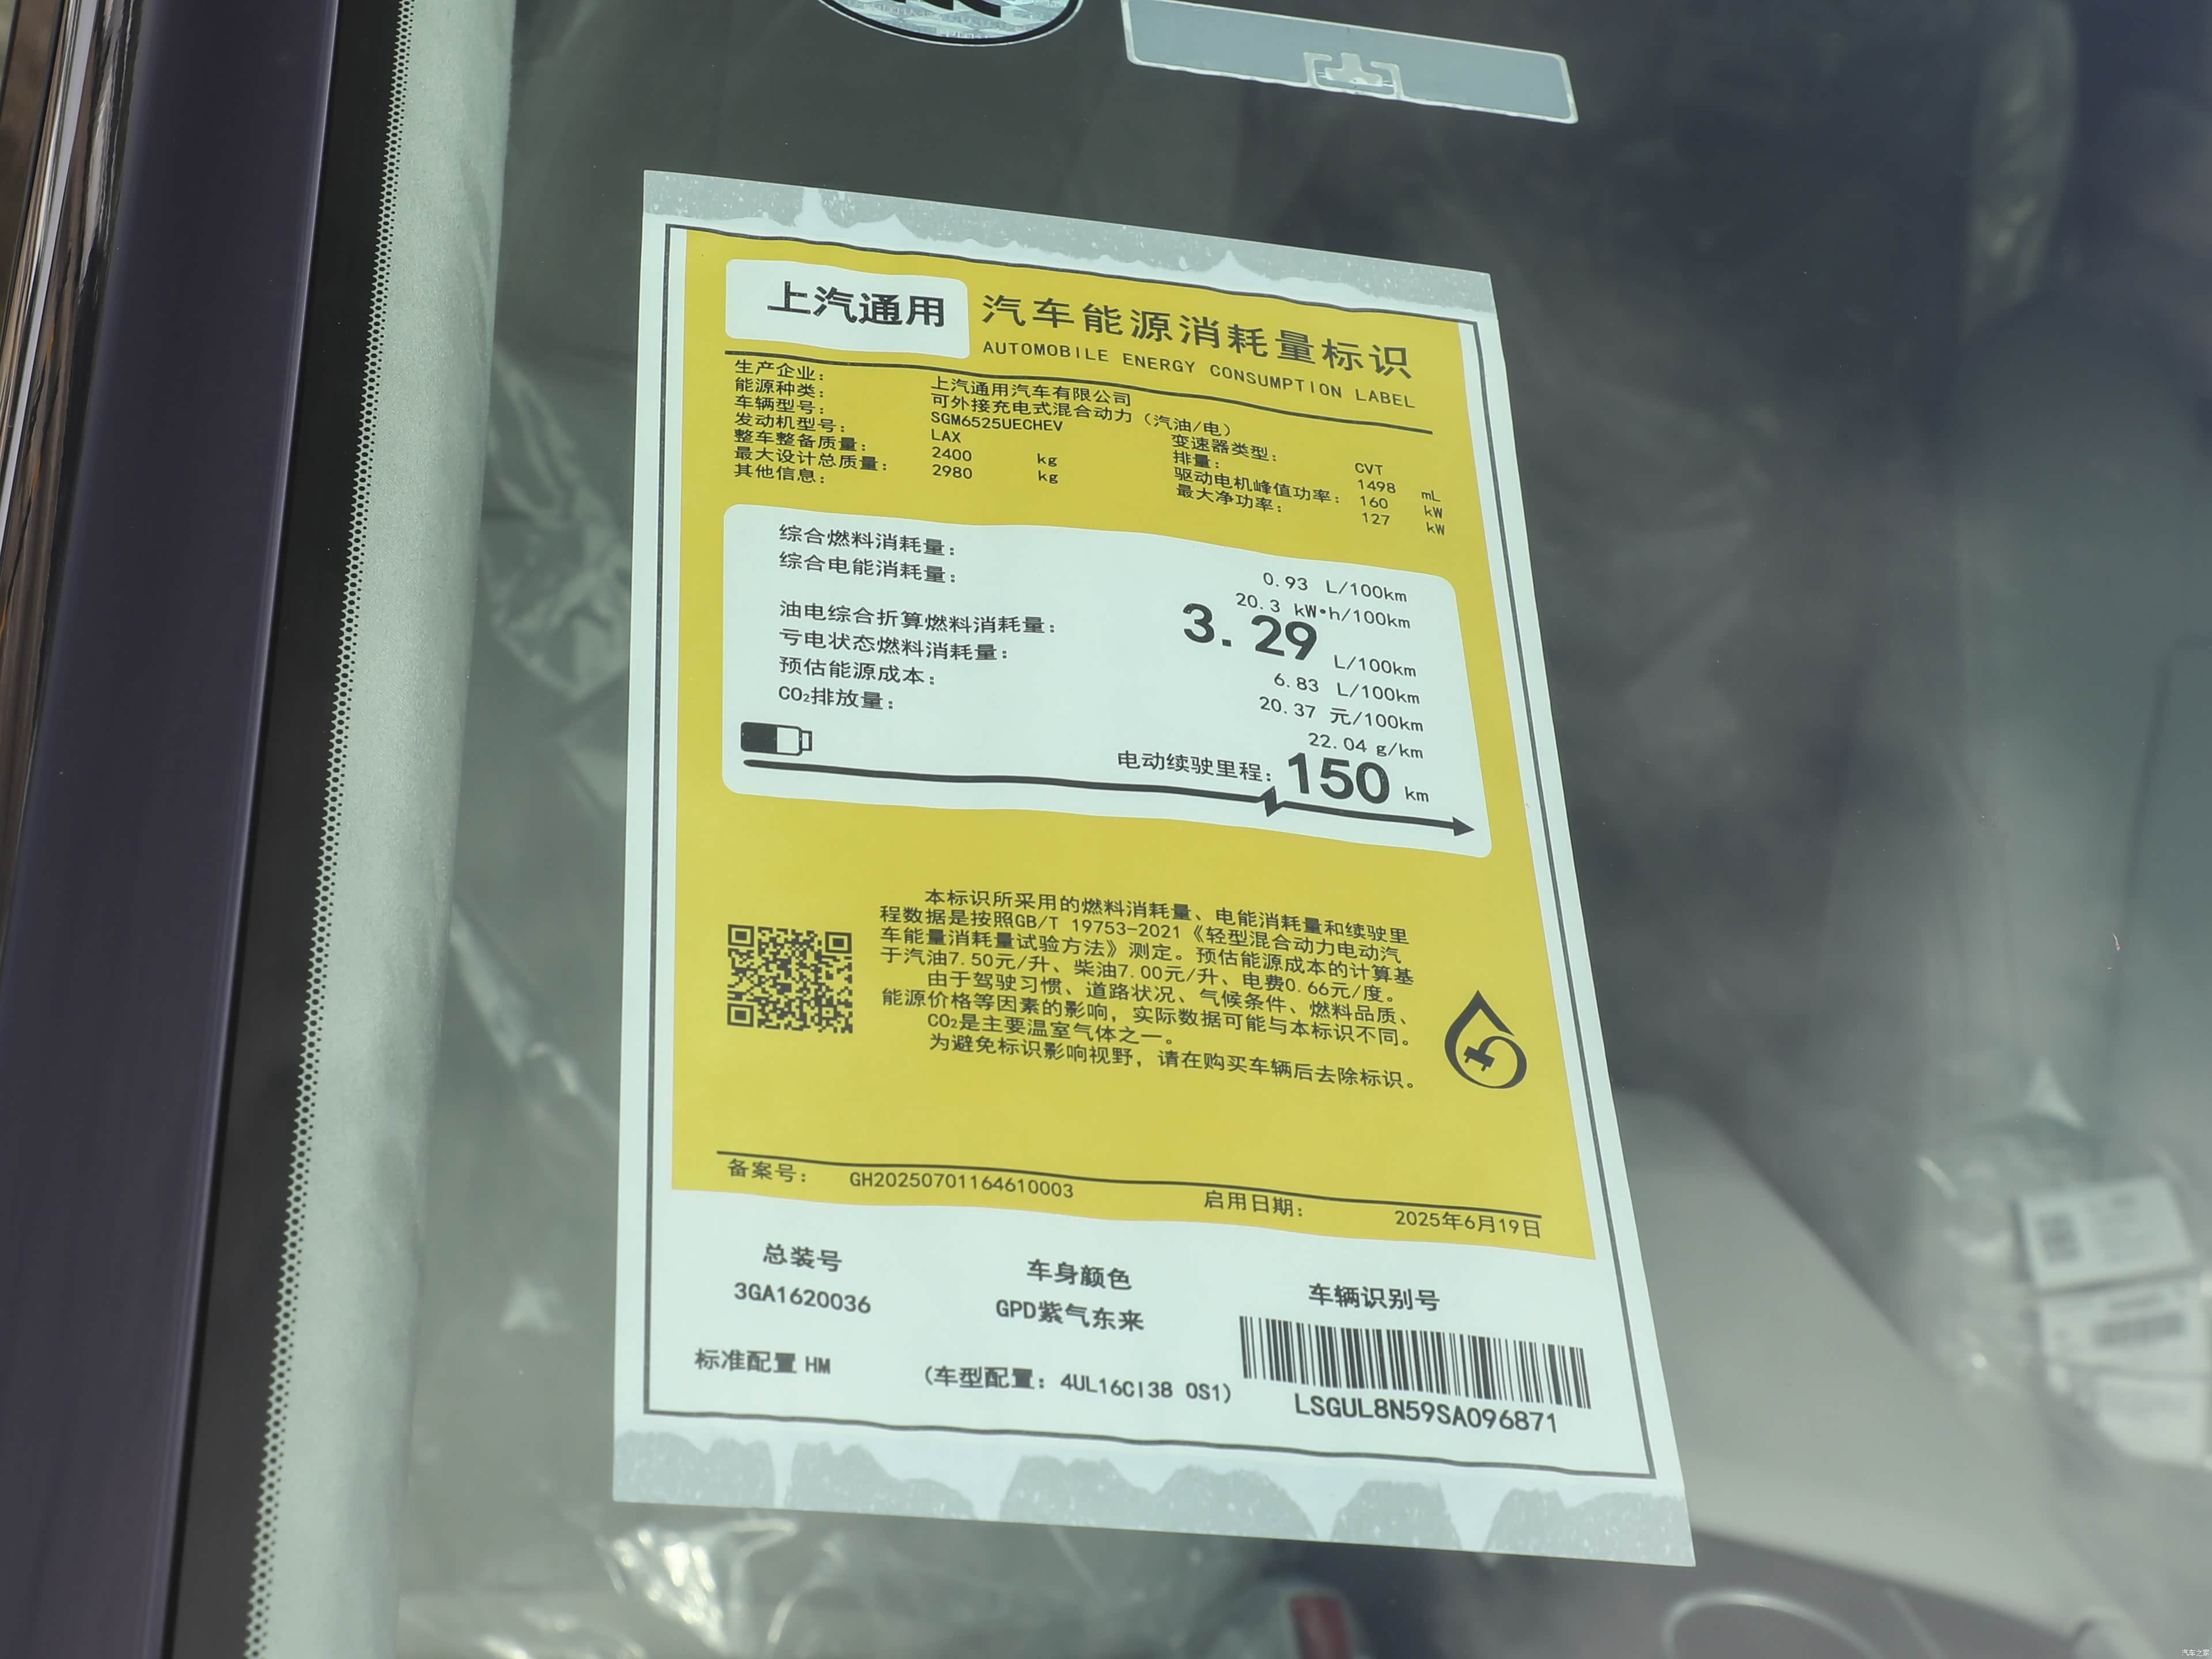 上汽通用
汽车能源消耗量标识
AUTOMOBILE ENERGY CONSUMPTION LABEL
生产企业： 上汽通用汽车有限公司
能源种类： 可外接充电式混合动力（汽油/电）
车辆型号： SGM6525UECHEV 变速器类型： CVT
发动机型号： LAX 排量： 1498 mL
整车整备质量： 2400 kg 驱动电机峰值功率： 160 kW
最大设计总质量： 2980 kg 最大净功率： 127 kW
其他信息：
综合燃料消耗量： 0.93 L/100km
综合电能消耗量： 20.3 kW•h/100km
油电综合折算燃料消耗量： 3.29 L/100km
亏电状态燃料消耗量： 6.83 L/100km
预估能源成本： 20.37 元/100km
CO₂排放量： 22.04 g/km
电动续驶里程： 150 km
本标识所采用的燃料消耗量、电能消耗量和续驶里
程数据是按照GB/T 19753-2021《轻型混合动力电动汽
车能量消耗量试验方法》测定。预估能源成本的计算基
于汽油7.50元/升、柴油7.00元/升、电费0.66元/度。
由于驾驶习惯、道路状况、气候条件、燃料品质、
能源价格等因素的影响，实际数据可能与本标识不同。
CO₂是主要温室气体之一。
为避免标识影响视野，请在购买车辆后去除标识。
备案号： GH20250701164610003 启用日期： 2025年6月19日
总装号 车身颜色 车辆识别号
3GA1620036 GPD紫气东来
标准配置 HM （车型配置：4UL16CI38 0S1） LSGUL8N59SA096871
汽车之家